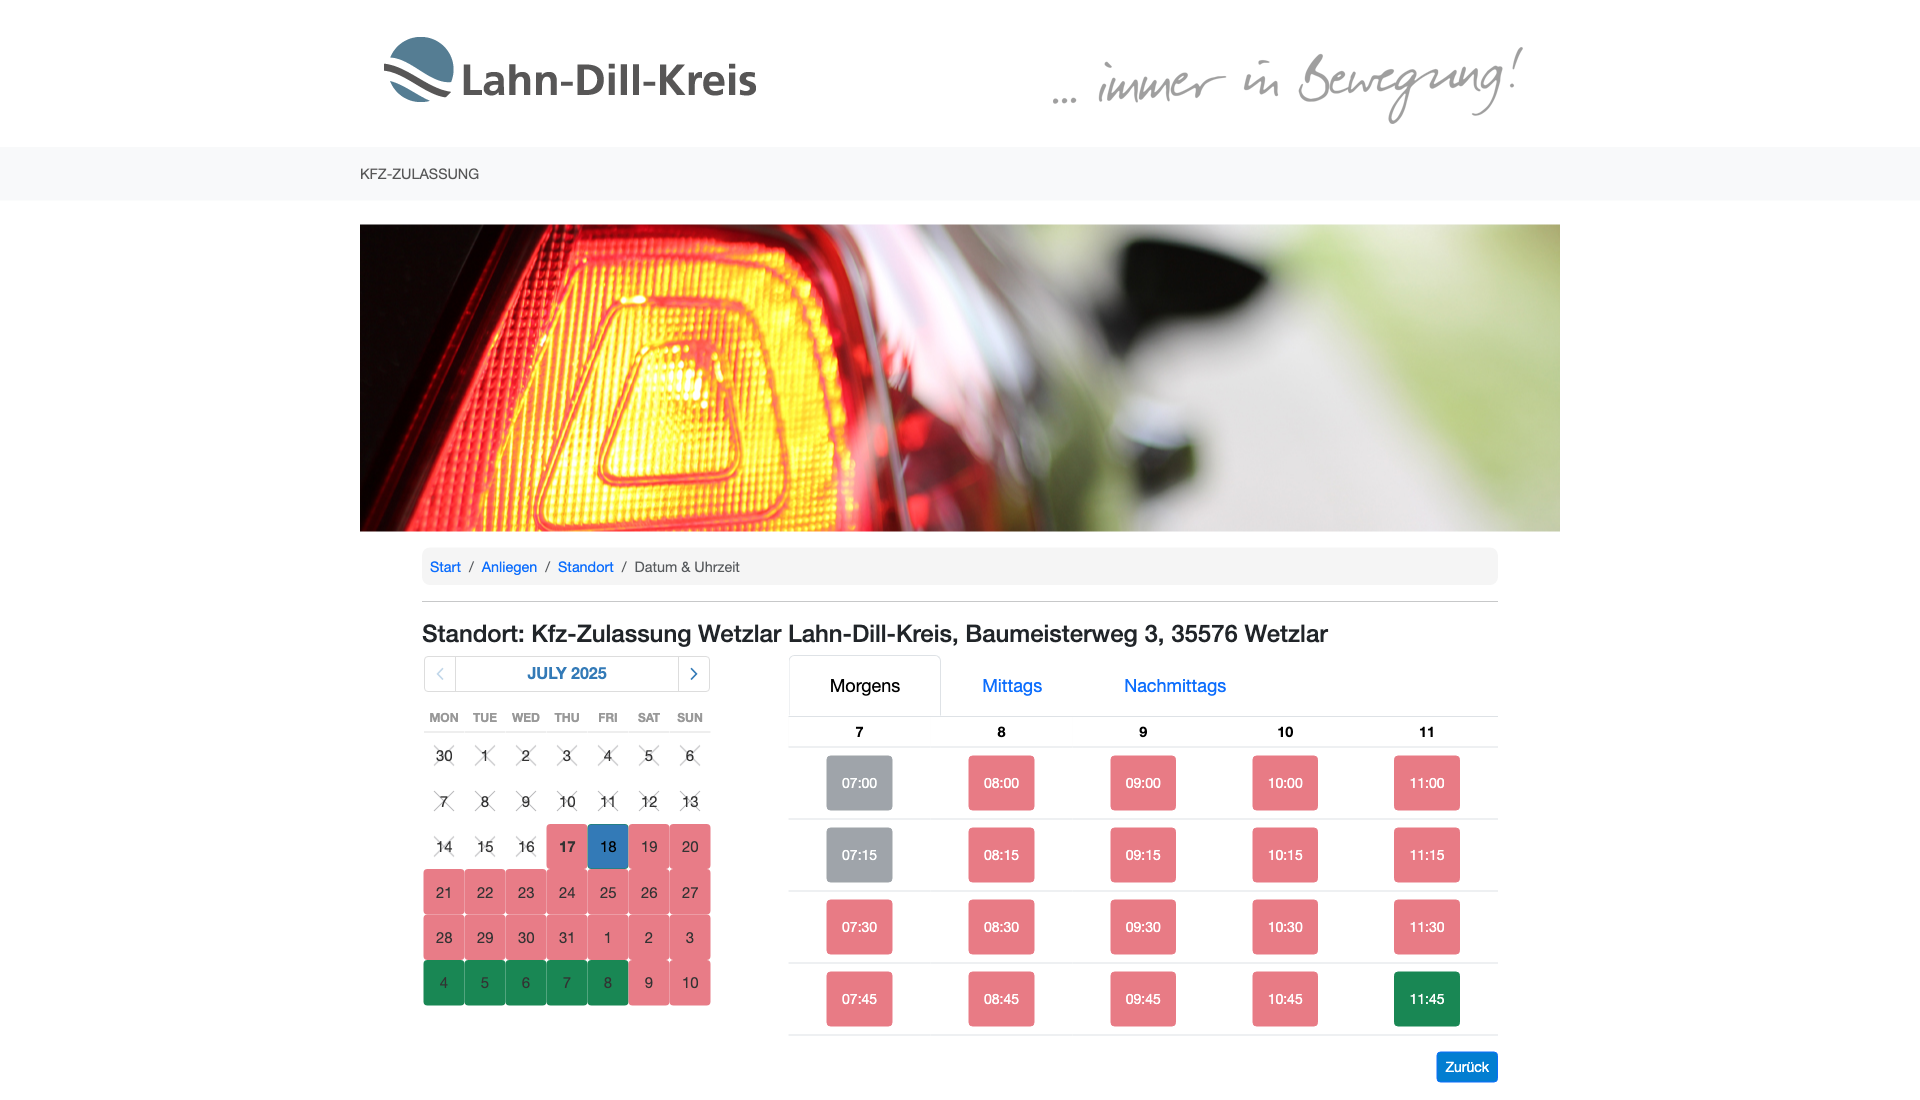 Lahn-Dill-Kreis
... immer in Bewegung!
KFZ-ZULASSUNG
Start / Anliegen / Standort / Datum & Uhrzeit
Standort: Kfz-Zulassung Wetzlar Lahn-Dill-Kreis, Baumeisterweg 3, 35576 Wetzlar
JULY 2025
MON TUE WED THU FRI SAT SUN
30 1 2 3 4 5 6
7 8 9 10 11 12 13
14 15 16 17 18 19 20
21 22 23 24 25 26 27
28 29 30 31 1 2 3
4 5 6 7 8 9 10
Morgens Mittags Nachmittags
7 8 9 10 11
07:00 08:00 09:00 10:00 11:00
07:15 08:15 09:15 10:15 11:15
07:30 08:30 09:30 10:30 11:30
07:45 08:45 09:45 10:45 11:45
Zurück